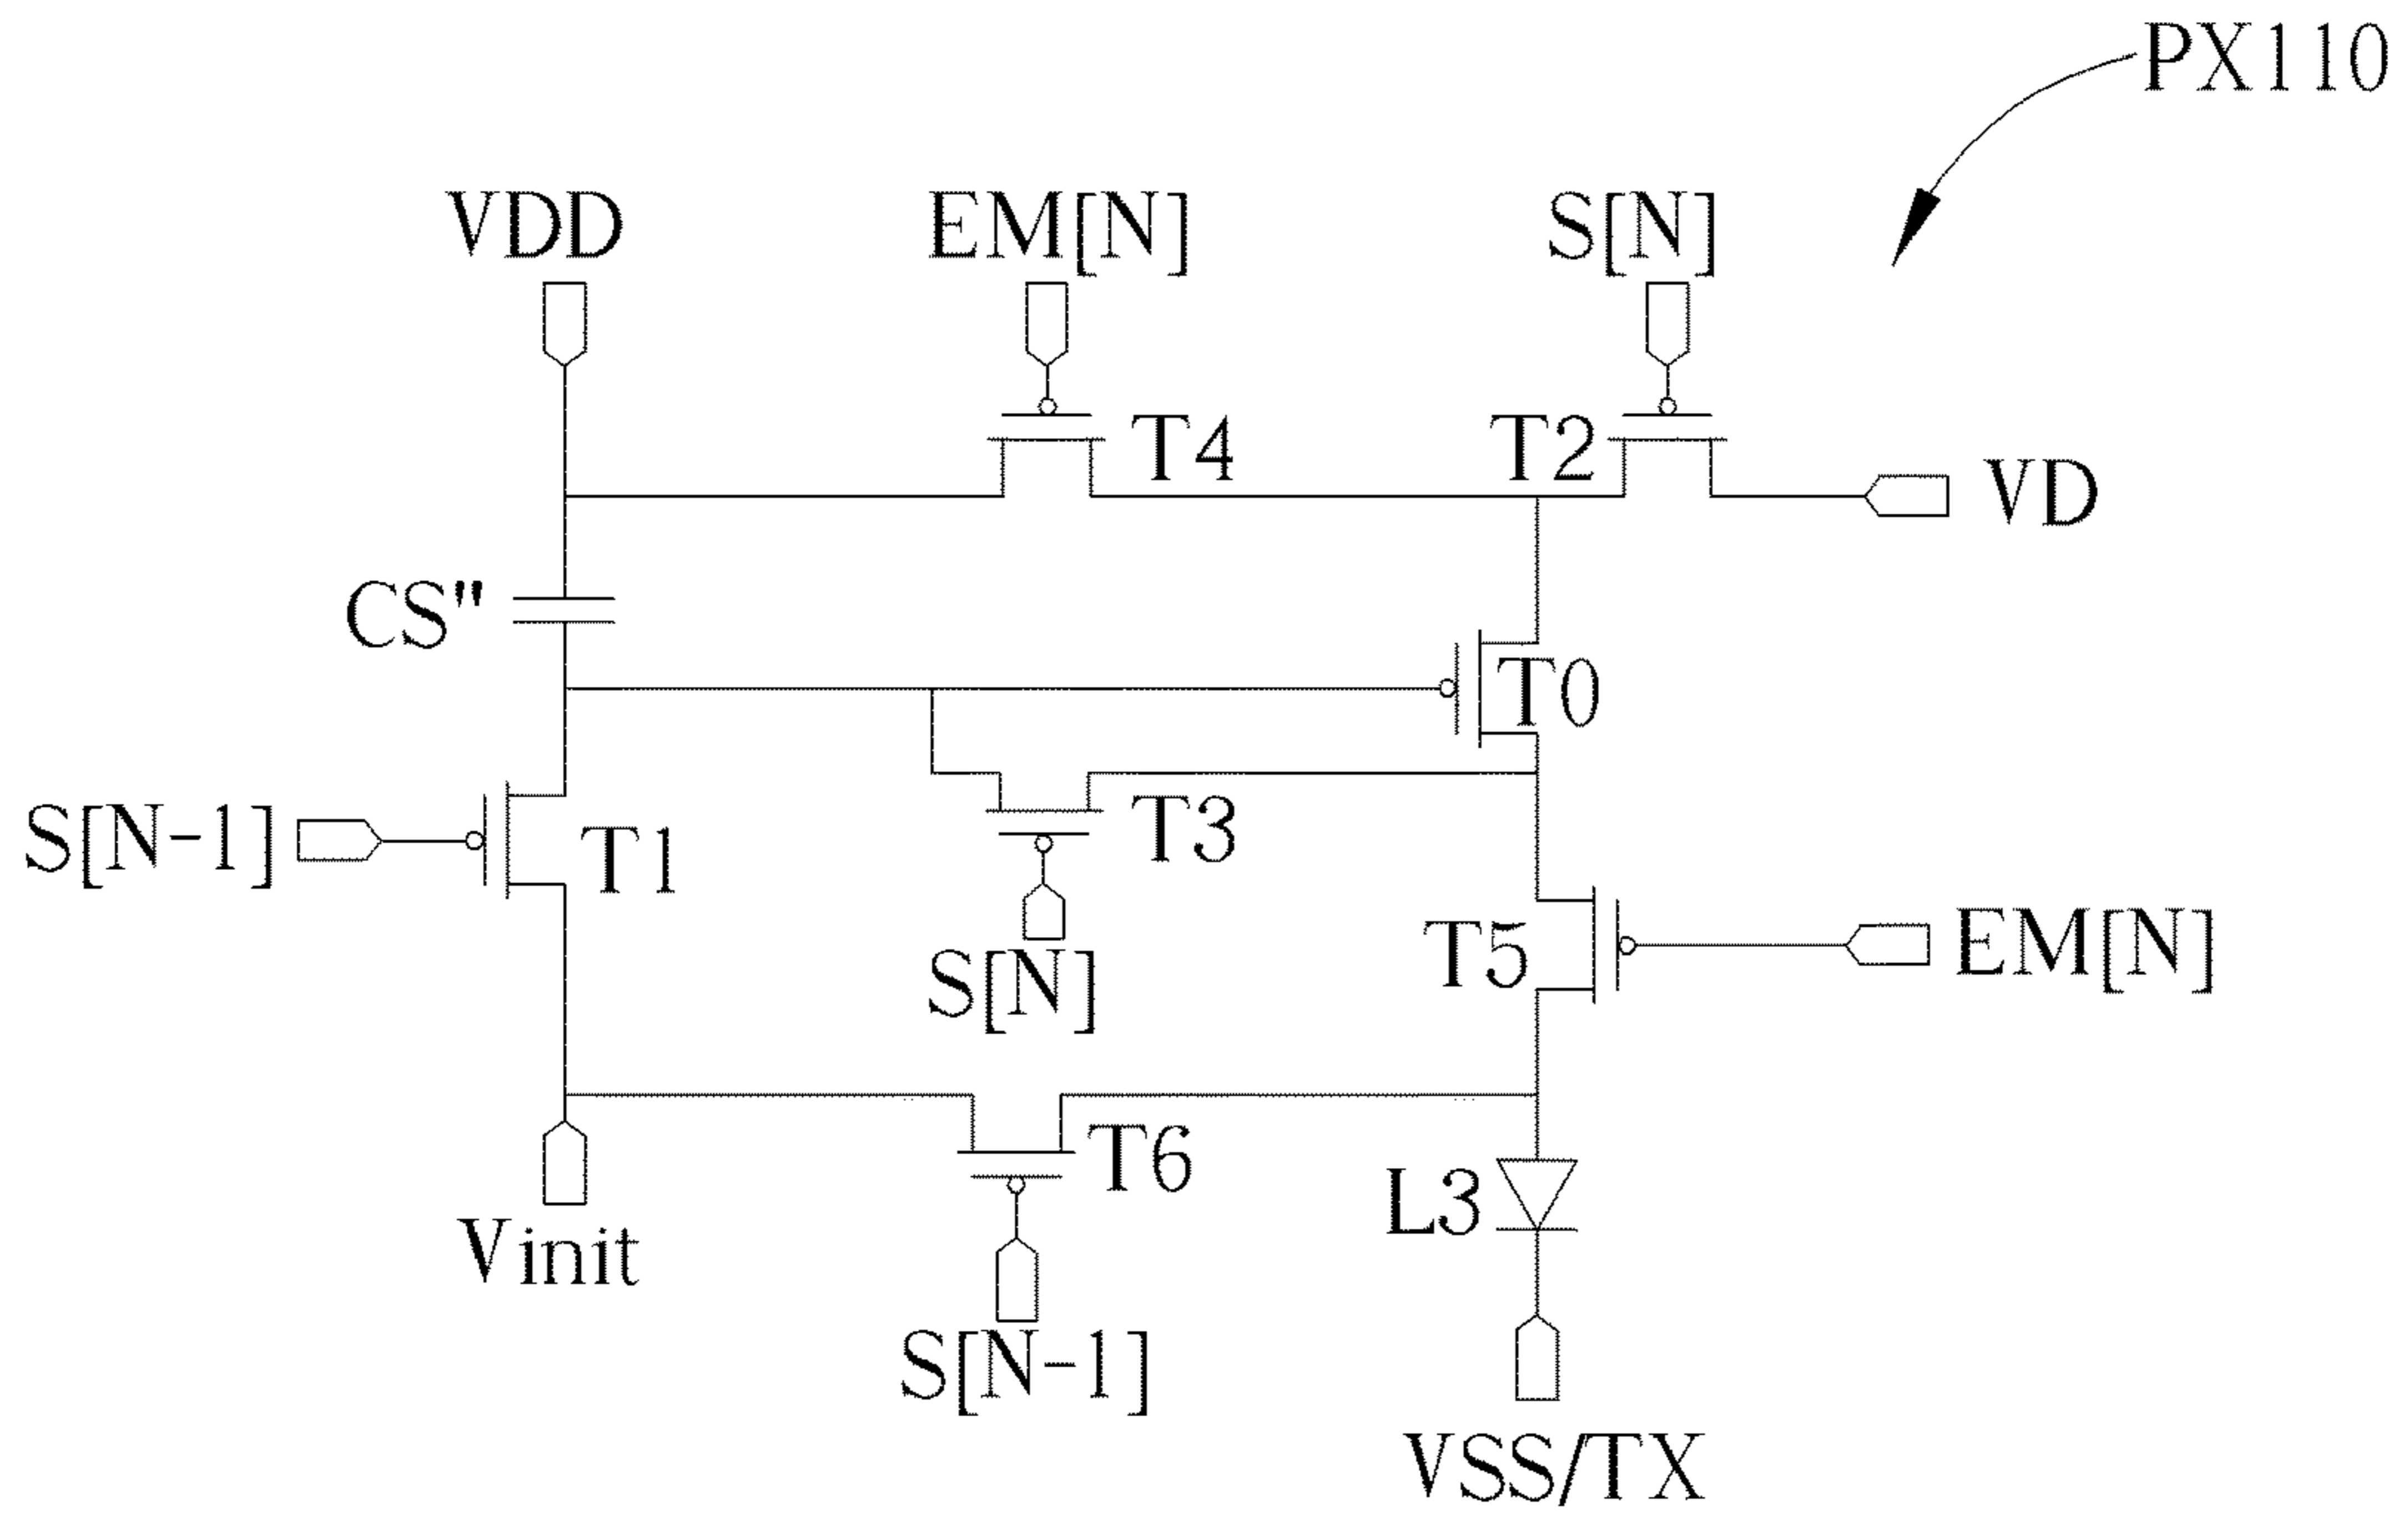 PX110
VDD
EM[N]
S[N]
T4
T2
VD
CS"
T0
S[N-1]
T1
T3
S[N]
T5
EM[N]
T6
L3
Vinit
S[N-1]
VSS/TX